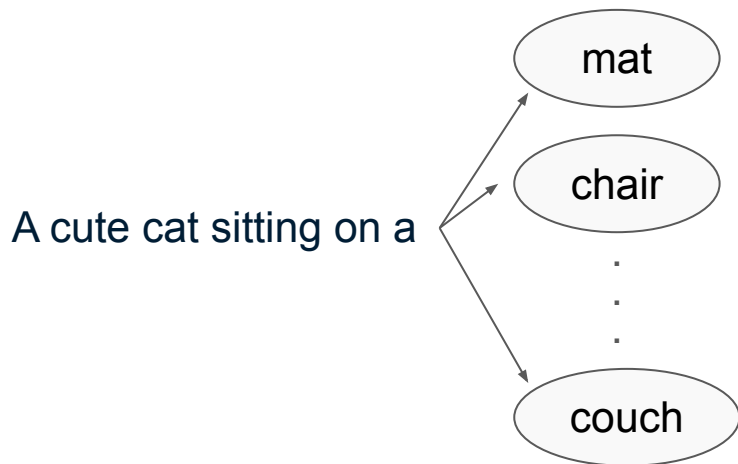 A cute cat sitting on a
mat
chair
.
.
.
couch